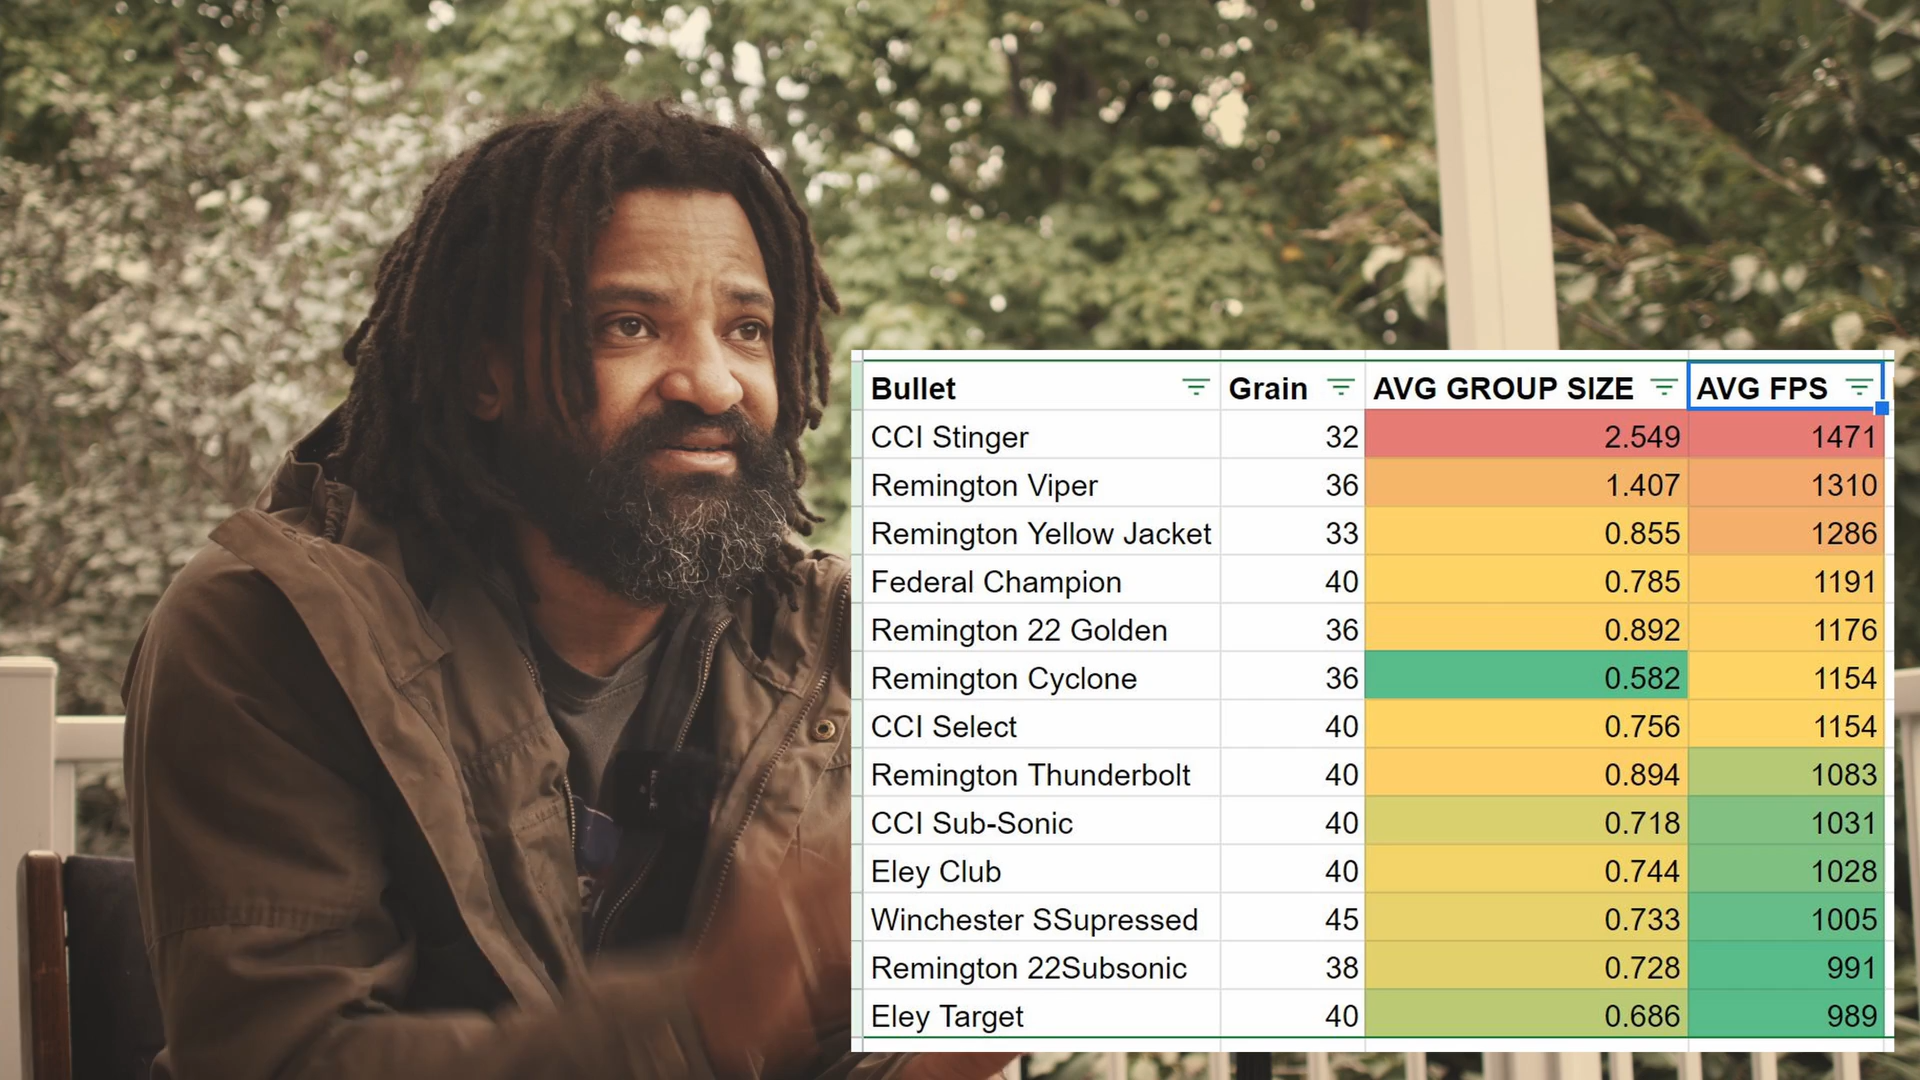 Bullet Grain AVG GROUP SIZE AVG FPS
CCI Stinger 32 2.549 1471
Remington Viper 36 1.407 1310
Remington Yellow Jacket 33 0.855 1286
Federal Champion 40 0.785 1191
Remington 22 Golden 36 0.892 1176
Remington Cyclone 36 0.582 1154
CCI Select 40 0.756 1154
Remington Thunderbolt 40 0.894 1083
CCI Sub-Sonic 40 0.718 1031
Eley Club 40 0.744 1028
Winchester SSupressed 45 0.733 1005
Remington 22Subsonic 38 0.728 991
Eley Target 40 0.686 989